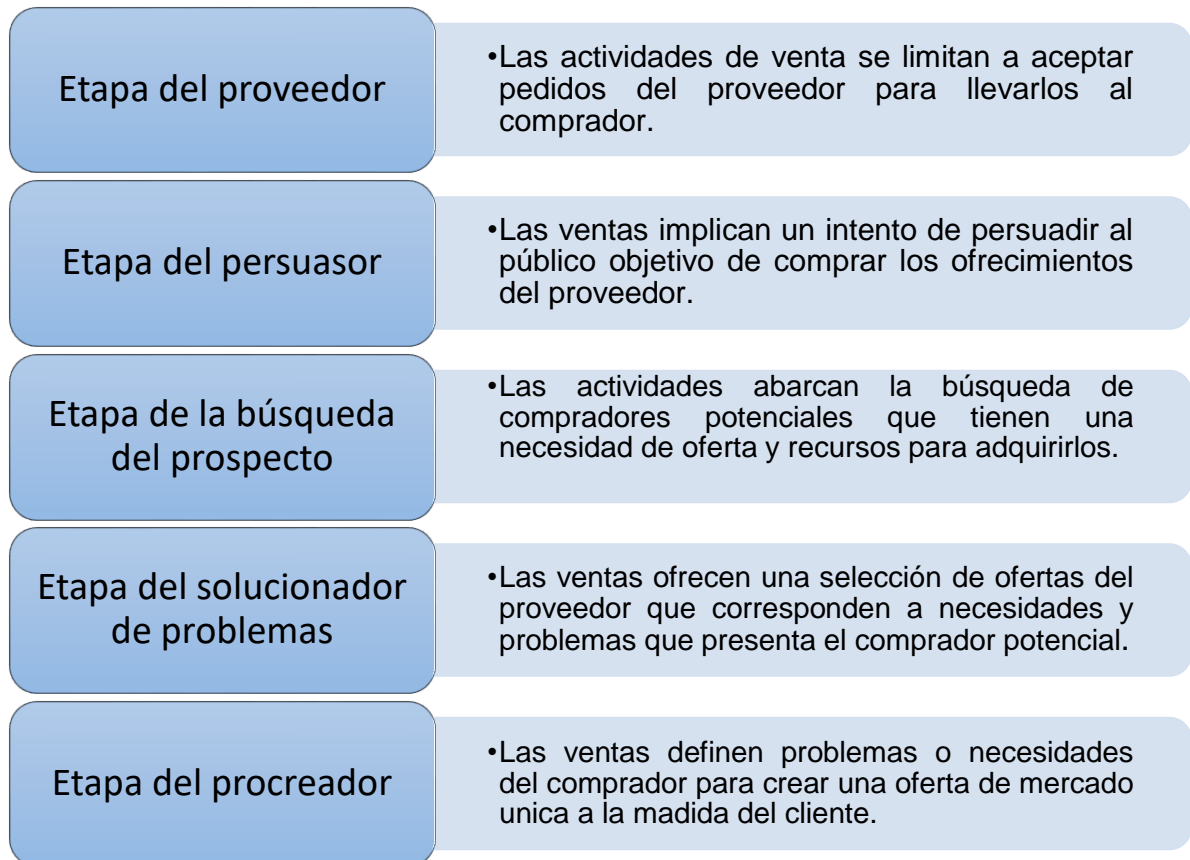 Etapa del proveedor
•Las actividades de venta se limitan a aceptar
pedidos del proveedor para llevarlos al
comprador.
Etapa del persuasor
•Las ventas implican un intento de persuadir al
público objetivo de comprar los ofrecimientos
del proveedor.
Etapa de la búsqueda
del prospecto
•Las actividades abarcan la búsqueda de
compradores potenciales que tienen una
necesidad de oferta y recursos para adquirirlos.
Etapa del solucionador
de problemas
•Las ventas ofrecen una selección de ofertas del
proveedor que corresponden a necesidades y
problemas que presenta el comprador potencial.
Etapa del procreador
•Las ventas definen problemas o necesidades
del comprador para crear una oferta de mercado
unica a la madida del cliente.